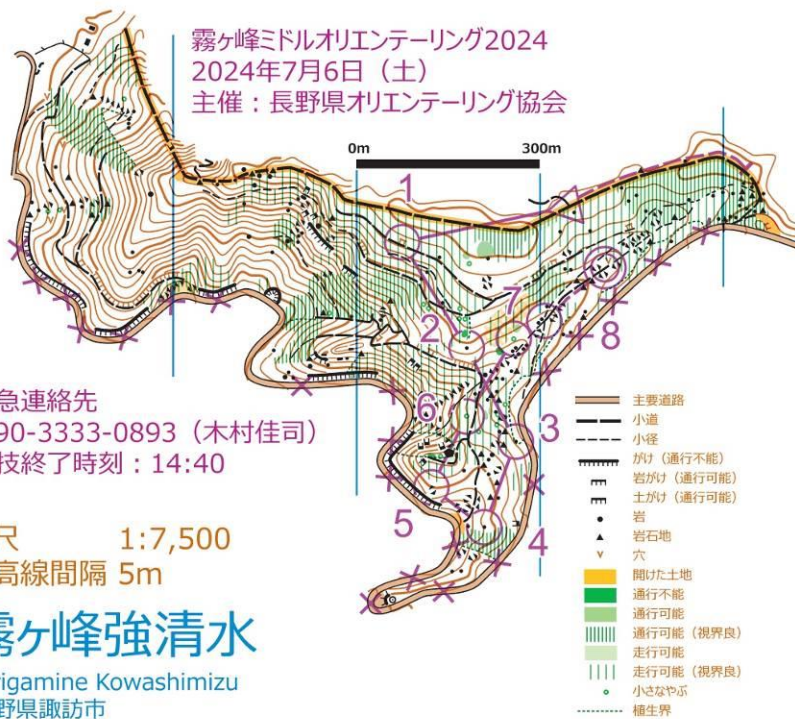 霧ヶ峰ミドルオリエンテーリング2024
2024年7月6日（土）
主催：長野県オリエンテーリング協会
0m 300m
1
2
7
8
6
3
5
4
急連絡先
90-3333-0893（木村佳司）
技終了時刻：14:40
尺 1:7,500
高線間隔 5m
霧ヶ峰強清水
rigamine Kowashimizu
野県諏訪市
主要道路
小道
小径
がけ（通行不能）
岩がけ（通行可能）
土がけ（通行可能）
岩
岩石地
穴
開けた土地
通行不能
通行可能
通行可能（視界良）
走行可能
走行可能（視界良）
小さなやぶ
植生界